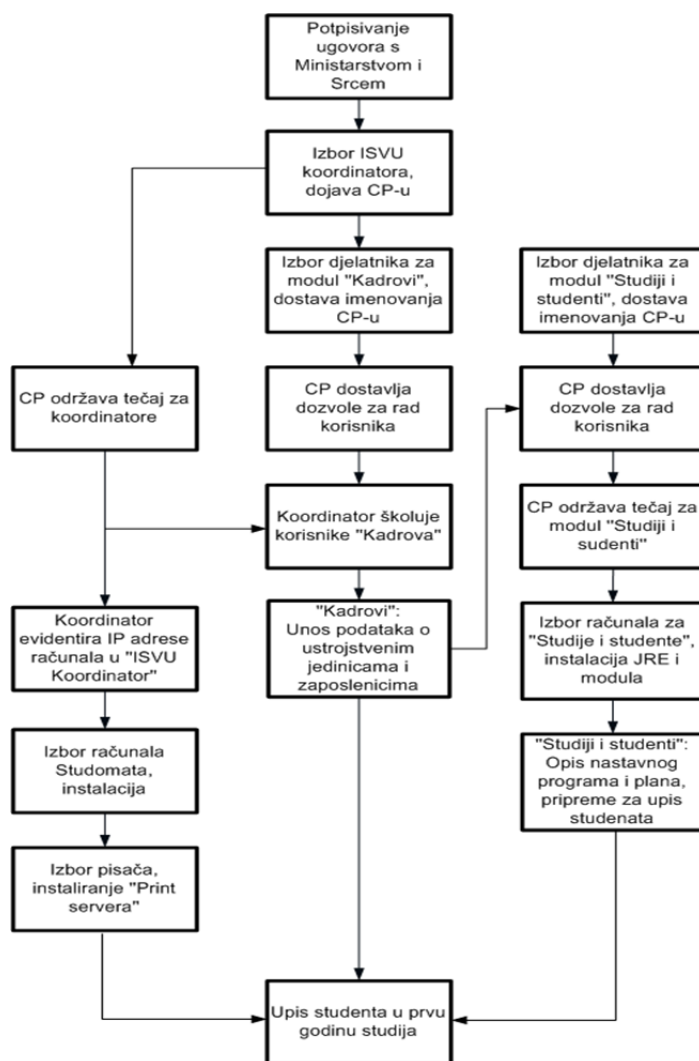 Potpisivanje
ugovora s
Ministarstvom i
Srcem
Izbor ISVU
koordinatora,
dojava CP-u
Izbor djelatnika za
modul "Kadrovi",
dostava imenovanja
CP-u
Izbor djelatnika za
modul "Studiji i
studenti", dostava
imenovanja CP-u
CP održava tečaj za
koordinatore
CP dostavlja
dozvole za rad
korisnika
CP dostavlja
dozvole za rad
korisnika
Koordinator školuje
korisnike "Kadrova"
CP održava tečaj za
modul "Studiji i
sudenti"
Koordinator
evidentira IP adrese
računala u "ISVU
Koordinator"
"Kadrovi":
Unos podataka o
ustrojstvenim
jedinicama i
zaposlenicima
Izbor računala za
"Studije i studente",
instalacija JRE i
modula
Izbor računala
Studomata,
instalacija
"Studiji i studenti":
Opis nastavnog
programa i plana,
pripreme za upis
studenata
Izbor pisača,
instaliranje "Print
servera"
Upis studenta u prvu
godinu studija